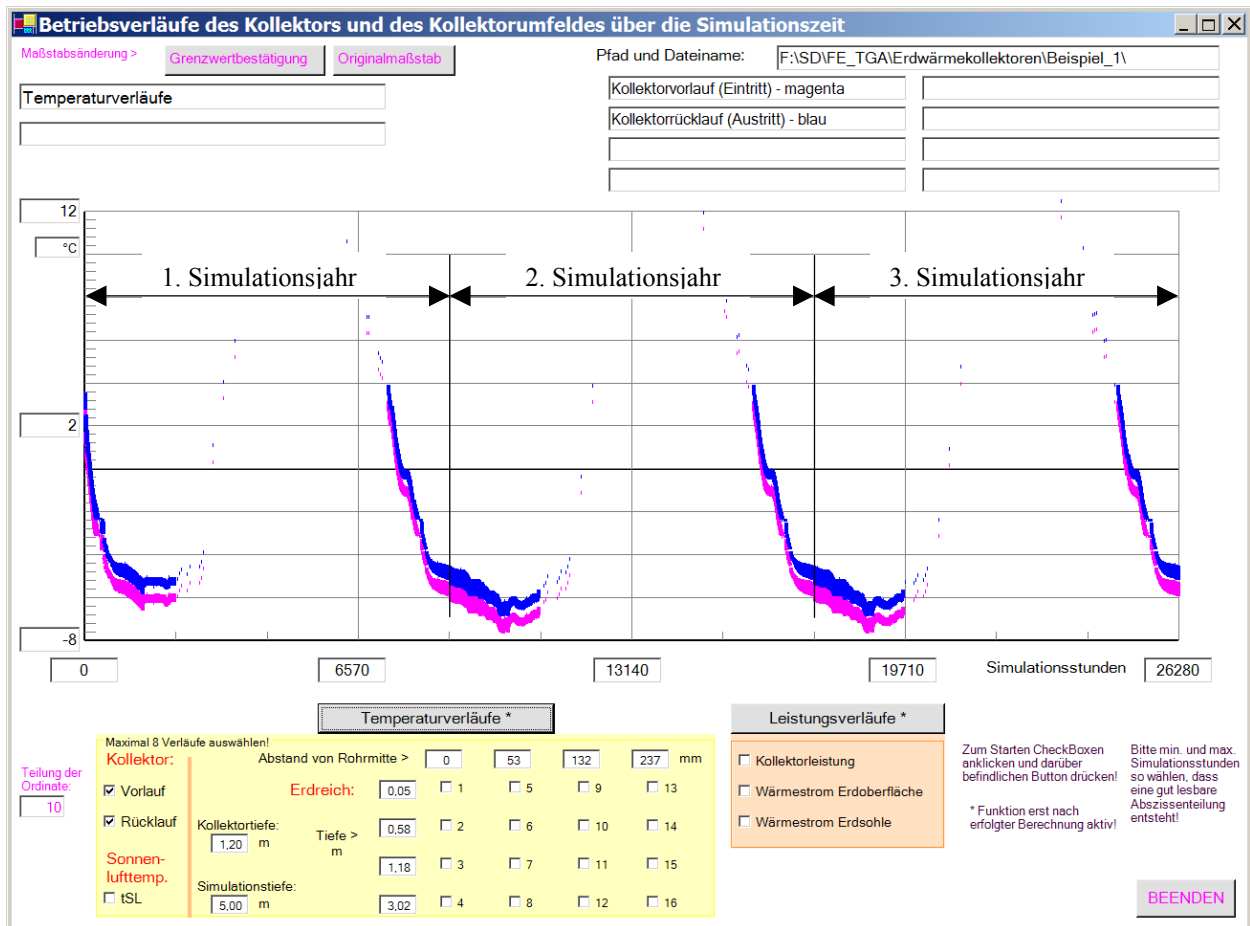 Betriebsverläufe des Kollektors und des Kollektorumfeldes über die Simulationszeit
Maßstabsänderung > Grenzwertbestätigung Originalmaßstab
Pfad und Dateiname: F:\SD\FE_TGA\Erdwärmekollektoren\Beispiel_1\
Temperaturverläufe
Kollektorvorlauf (Eintritt) - magenta
Kollektorrücklauf (Austritt) - blau
12
°C
1. Simulationsjahr 2. Simulationsjahr 3. Simulationsjahr
2
-8
0 6570 13140 19710 Simulationsstunden 26280
Temperaturverläufe *
Maximal 8 Verläufe auswählen!
Kollektor: Abstand von Rohrmitte > 0 53 132 237 mm
Vorlauf Erdreich: 0,05 1 5 9 13
Rücklauf Kollektortiefe: 1,20 m Tiefe > m 0,58 2 6 10 14
1,18 3 7 11 15
Sonnen-
lufttemp.
tSL Simulationstiefe: 5,00 m 3,02 4 8 12 16
Teilung der
Ordinate:
10
Leistungsverläufe *
Kollektorleistung
Wärmestrom Erdoberfläche
Wärmestrom Erdsohle
Zum Starten CheckBoxen
anklicken und darüber
befindlichen Button drücken!
* Funktion erst nach
erfolgter Berechnung aktiv!
Bitte min. und max.
Simulationsstunden
so wählen, dass
eine gut lesbare
Abszissenteilung
entsteht!
BEENDEN